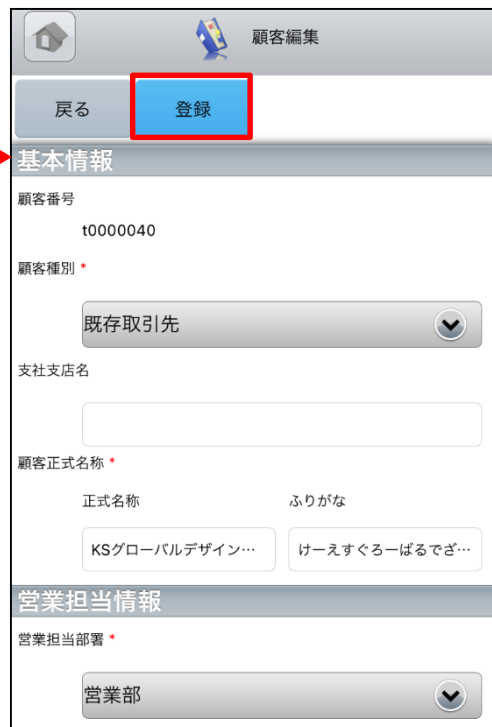 顧客編集
戻る 登録
基本情報
顧客番号
t0000040
顧客種別 *
既存取引先
支社支店名
顧客正式名称 *
正式名称 ふりがな
KSグローバルデザイン… けーえすぐろーばるでざ…
営業担当情報
営業担当部署 *
営業部